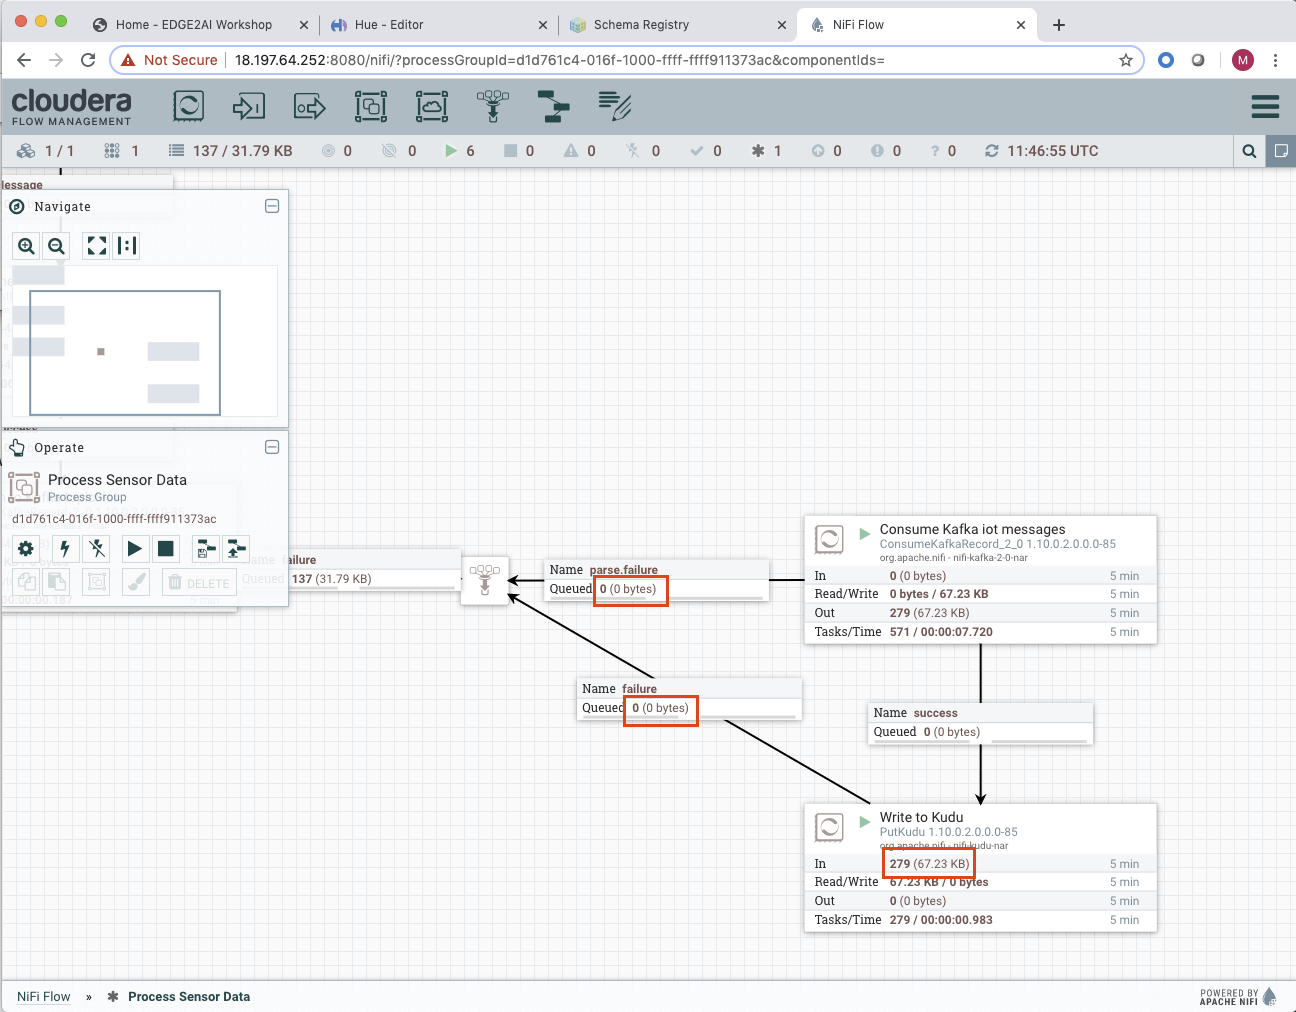 Home - EDGE2AI Workshop
Hue - Editor
Schema Registry
NiFi Flow
Not Secure
18.197.64.252:8080/nifi/?processGroupId=d1d761c4-016f-1000-ffff-ffff911373ac&componentIds=
M
cloudera
FLOW MANAGEMENT
1 / 1 1 137 / 31.79 KB 0 0 6 0 0 0 0 1 0 0 ? 0 11:46:55 UTC
lessage
Navigate
Operate
Process Sensor Data
Process Group
d1d761c4-016f-1000-ffff-ffff911373ac
DELETE
Name ailure
Queued 137 (31.79 KB)
00:00:00.187 5 min
Name parse.failure
Queued 0 (0 bytes)
Consume Kafka iot messages
ConsumeKafkaRecord_2_0 1.10.0.2.0.0.0-85
org.apache.nifi - nifi-kafka-2-0-nar
In 0 (0 bytes) 5 min
Read/Write 0 bytes / 67.23 KB 5 min
Out 279 (67.23 KB) 5 min
Tasks/Time 571 / 00:00:07.720 5 min
Name failure
Queued 0 (0 bytes)
Name success
Queued 0 (0 bytes)
Write to Kudu
PutKudu 1.10.0.2.0.0.0-85
org.apache.nifi - nifi-kudu-nar
In 279 (67.23 KB) 5 min
Read/Write 67.23 KB / 0 bytes 5 min
Out 0 (0 bytes) 5 min
Tasks/Time 279 / 00:00:00.983 5 min
NiFi Flow » Process Sensor Data
POWERED BY
APACHE NIFI